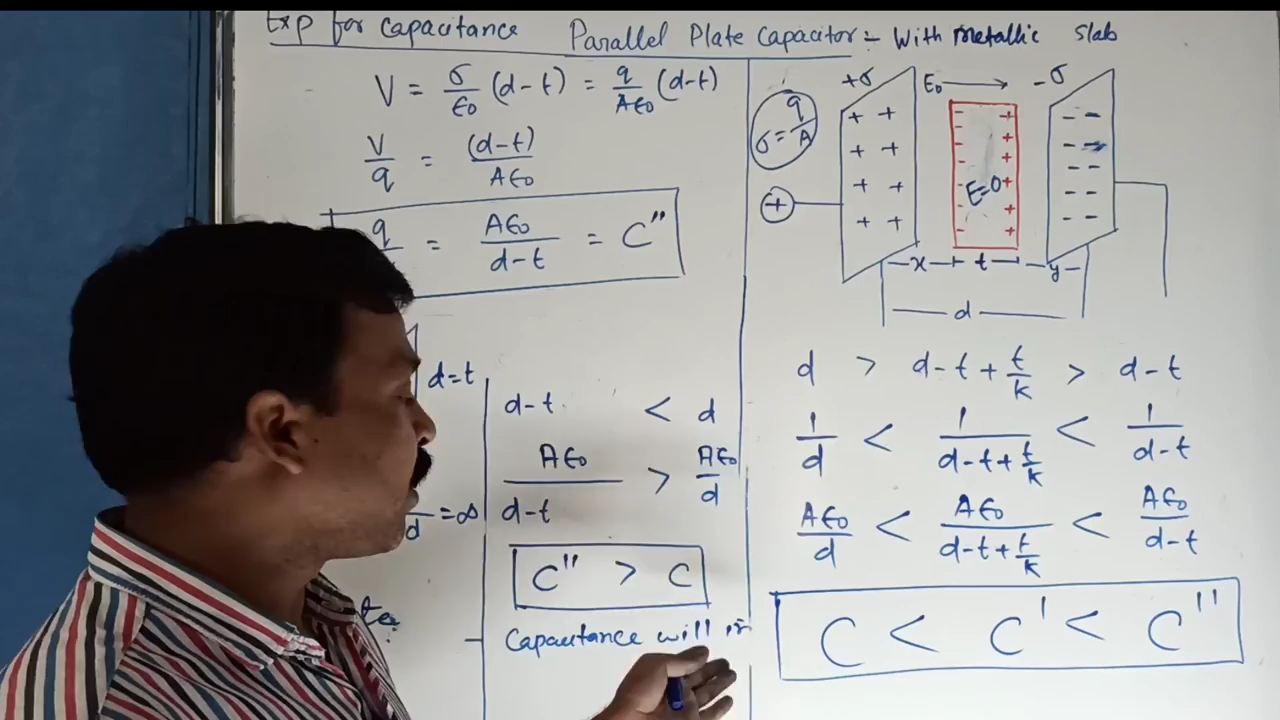 Exp for capacitance Parallel Plate Capacitor - With metallic slab
V = σ/ε₀ (d-t) = q/Aε₀ (d-t)
V/q = (d-t)/Aε₀
q = Aε₀/d-t = C''
d=t
d = ∞
d-t < d
Aε₀/d-t > Aε₀/d
C'' > C
Capacitance will
σ = q/A
+σ E₀ → -σ
+ + - + - -
+ + - + - -
+ + - + - -
+ + - + - -
E=0
+
x t y
d
d > d-t+t/k > d-t
1/d < 1/d-t+t/k < 1/d-t
Aε₀/d < Aε₀/d-t+t/k < Aε₀/d-t
C < C' < C''